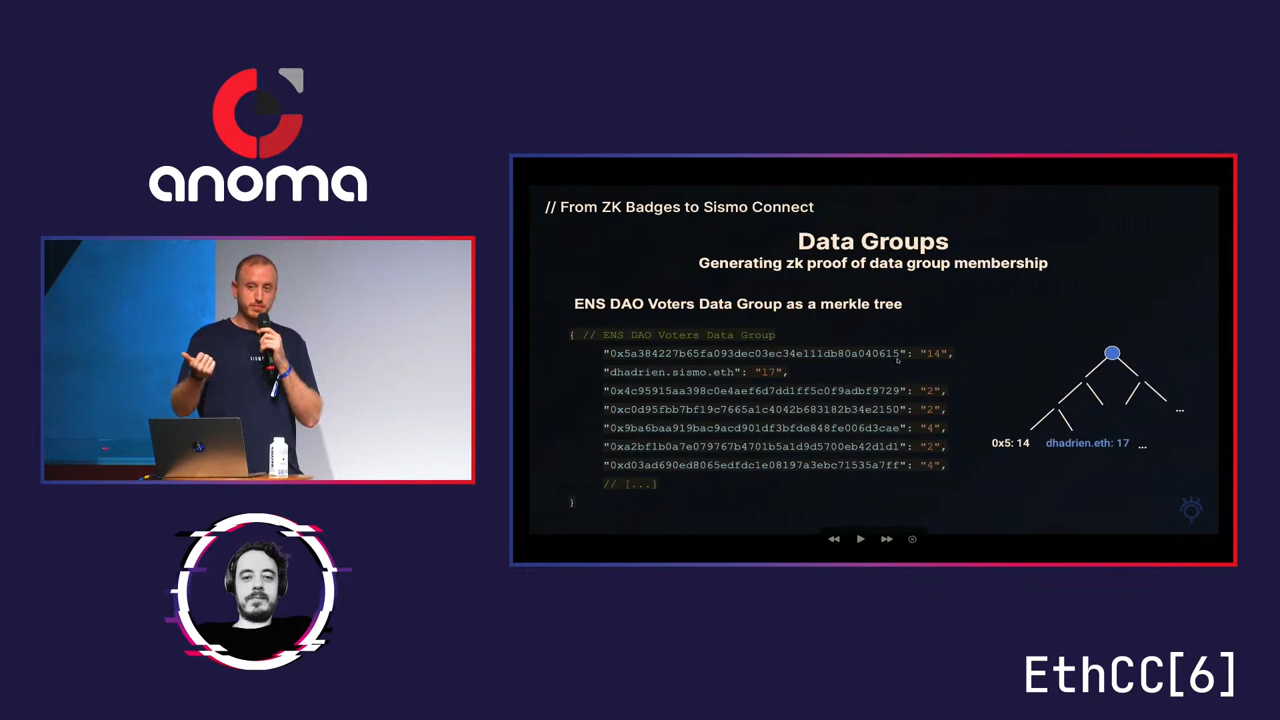 anoma
// From ZK Badges to Sismo Connect
Data Groups
Generating zk proof of data group membership
ENS DAO Voters Data Group as a merkle tree
{ // ENS DAO Voters Data Group
"0x5a384227b65fa093dec03ec34e111db80a040615": "14",
"dhadrien.sismo.eth": "17",
"0x4c95915aa398c0e4aef6d7dd1ff5c0f9adbf9729": "2",
"0xc0d95fbb7bf19c7665a1c4042b683182b34e2150": "2",
"0x9ba6baa919bac9acd901df3bfde848fe006d3cae": "4",
"0xa2bf1b0a7e079767b4701b5a1d9d5700eb42d1d1": "2",
"0xd03ad690ed8065edfdc1e08197a3ebc71535a7ff": "4",
// [...]
}
...
0x5: 14 dhadrien.eth: 17 ...
EthCC[6]